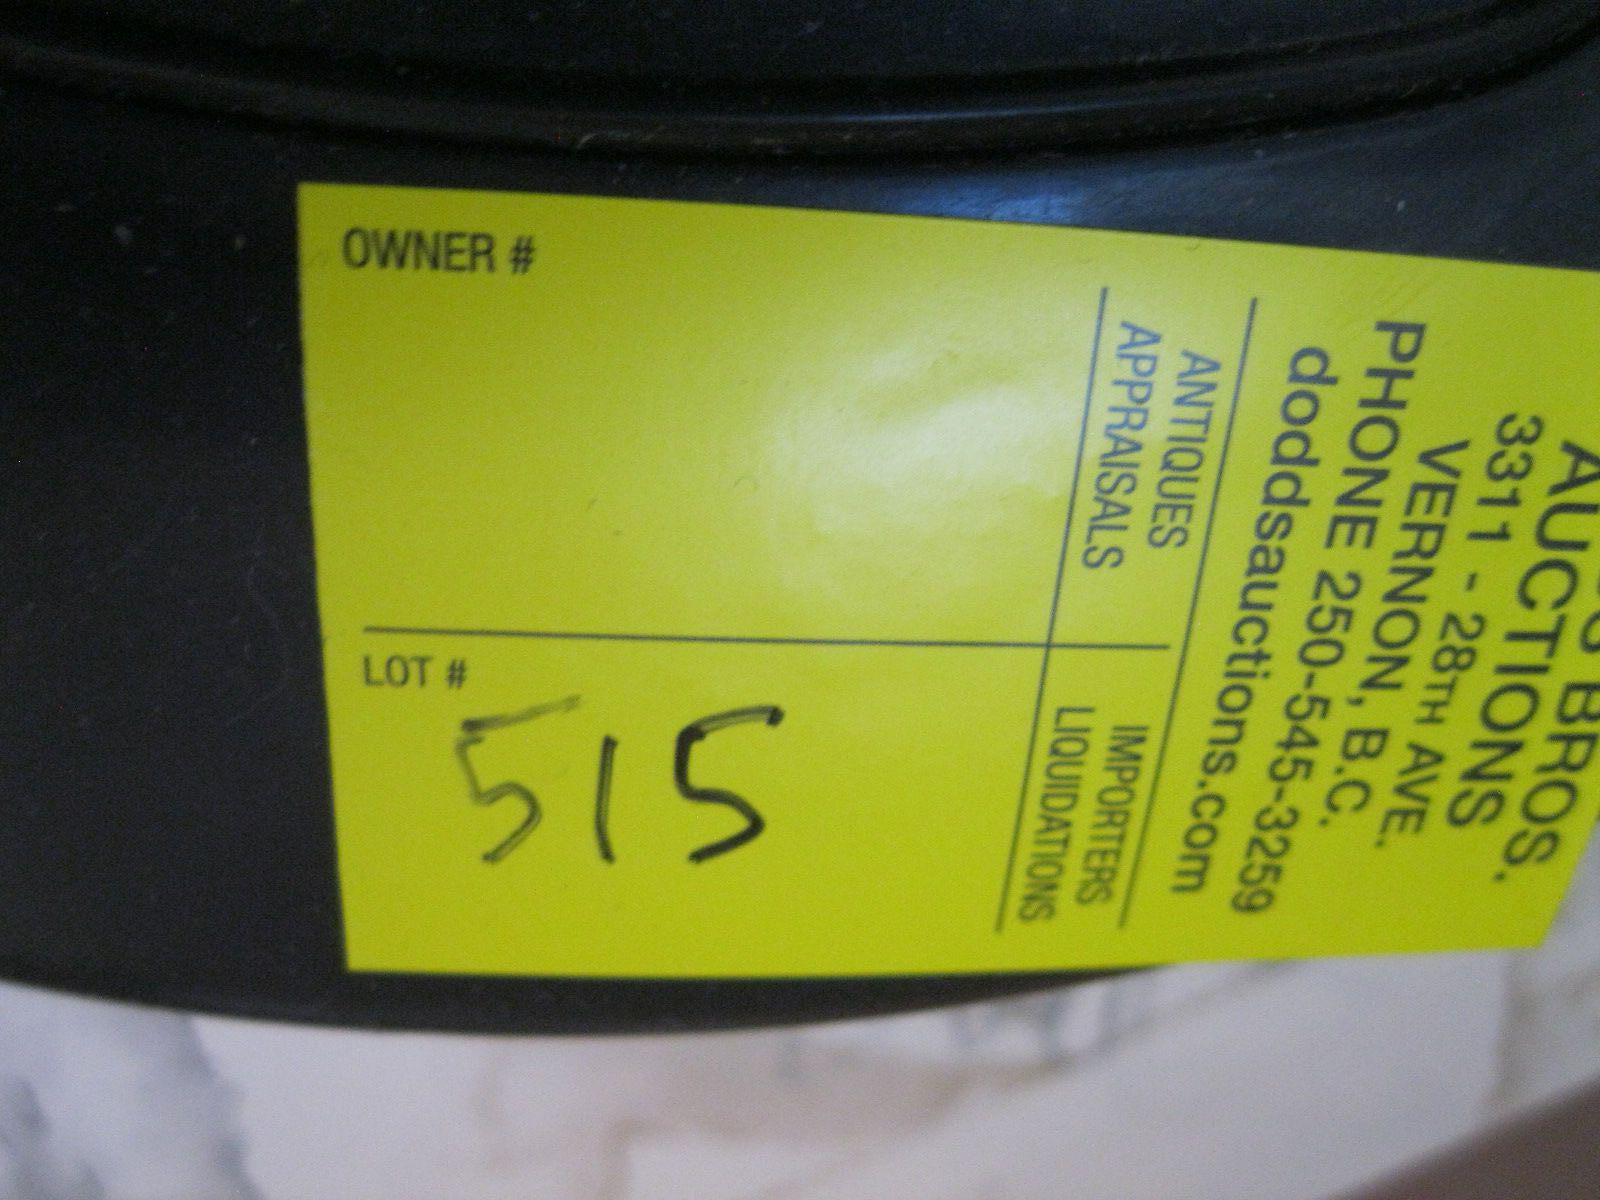 OWNER #
LOT #
515
BROS.
AUCTIONS
3311 - 28TH AVE.
VERNON, B.C.
PHONE 250-545-3259
doddsauctions.com
ANTIQUES
APPRAISALS
IMPORTERS
LIQUIDATIONS